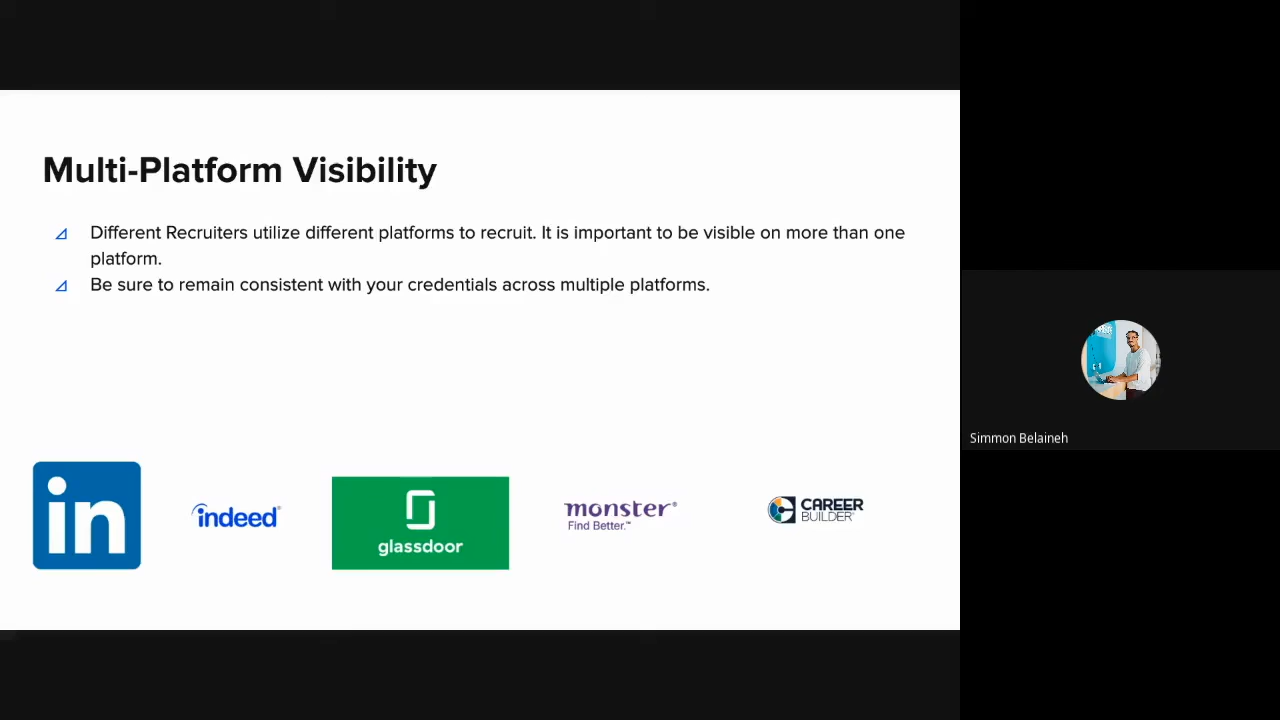 Multi-Platform Visibility
Different Recruiters utilize different platforms to recruit. It is important to be visible on more than one
platform.
Be sure to remain consistent with your credentials across multiple platforms.
in
indeed
glassdoor
monster®
Find Better.™
CAREER
BUILDER
Simmon Belaineh